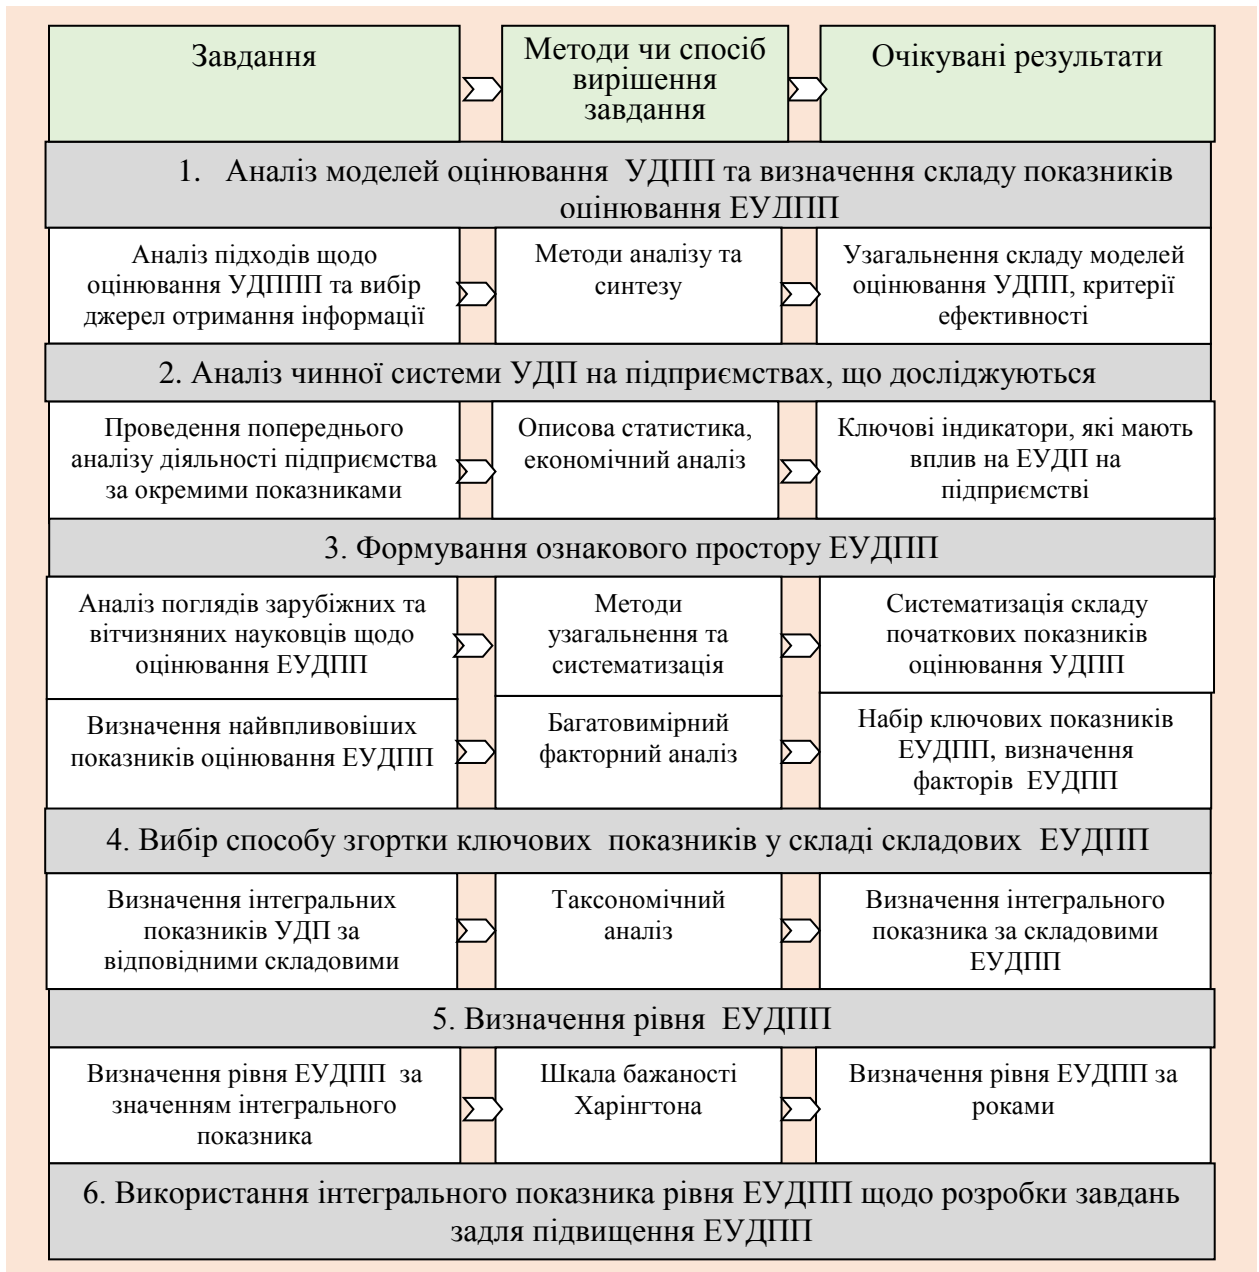 Завдання
Методи чи спосіб
вирішення
завдання
Очікувані результати
1. Аналіз моделей оцінювання УДПП та визначення складу показників
оцінювання ЕУДПП
Аналіз підходів щодо
оцінювання УДППП та вибір
джерел отримання інформації
Методи аналізу та
синтезу
Узагальнення складу моделей
оцінювання УДПП, критерії
ефективності
2. Аналіз чинної системи УДП на підприємствах, що досліджуються
Проведення попереднього
аналізу діяльності підприємства
за окремими показниками
Описова статистика,
економічний аналіз
Ключові індикатори, які мають
вплив на ЕУДП на
підприємстві
3. Формування ознакового простору ЕУДПП
Аналіз поглядів зарубіжних та
вітчизняних науковців щодо
оцінювання ЕУДПП
Методи
узагальнення та
систематизація
Систематизація складу
початкових показників
оцінювання УДПП
Визначення найвпливовіших
показників оцінювання ЕУДПП
Багатовимірний
факторний аналіз
Набір ключових показників
ЕУДПП, визначення
факторів ЕУДПП
4. Вибір способу згортки ключових показників у складі складових ЕУДПП
Визначення інтегральних
показників УДП за
відповідними складовими
Таксономічний
аналіз
Визначення інтегрального
показника за складовими
ЕУДПП
5. Визначення рівня ЕУДПП
Визначення рівня ЕУДПП за
значенням інтегрального
показника
Шкала бажаності
Харінгтона
Визначення рівня ЕУДПП за
роками
6. Використання інтегрального показника рівня ЕУДПП щодо розробки завдань
задля підвищення ЕУДПП